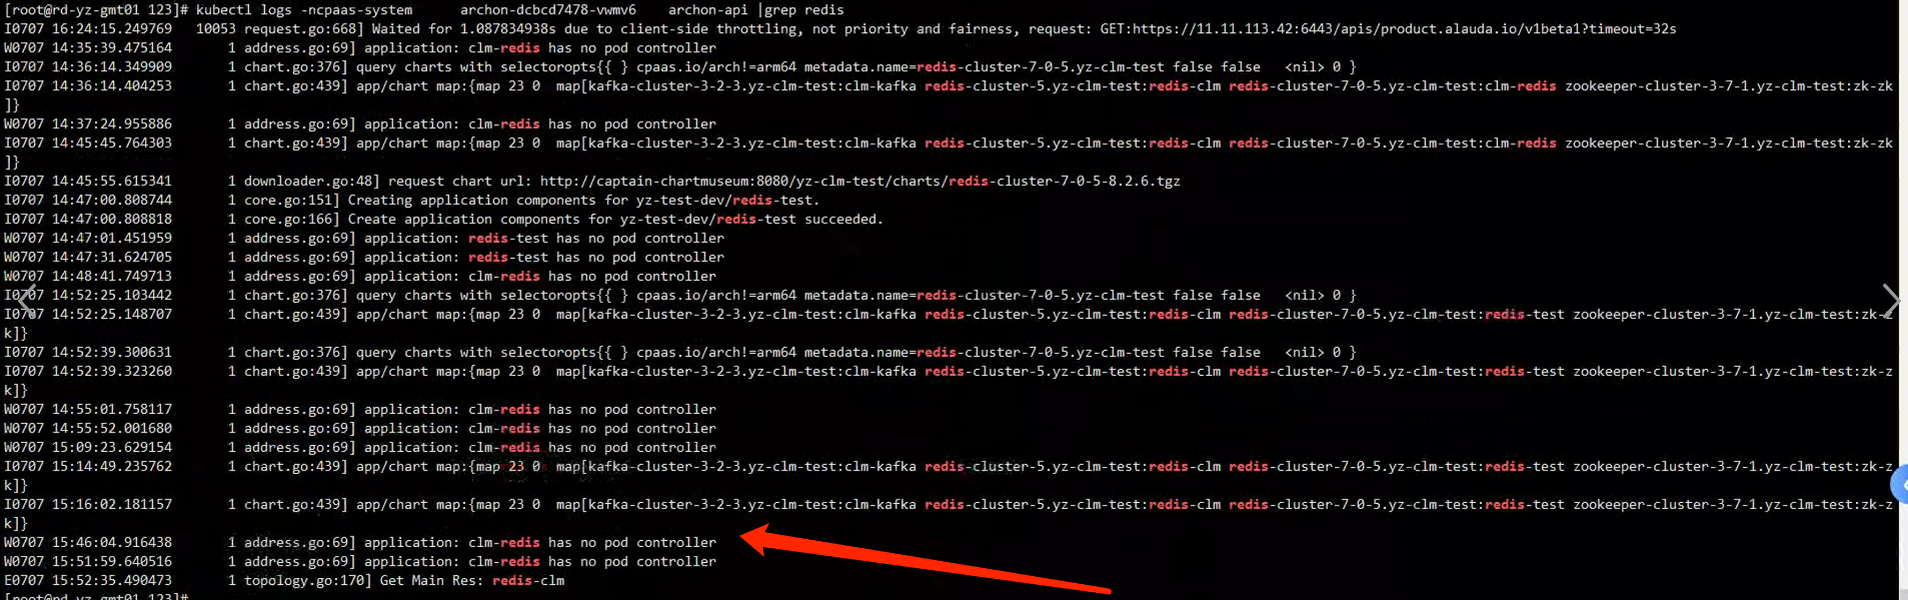 [root@rd-yz-gmt01 123]# kubectl logs -ncpaas-system      archon-dcbcd7478-vwmv6    archon-api |grep redis
I0707 16:24:15.249769   10053 request.go:668] Waited for 1.087834938s due to client-side throttling, not priority and fairness, request: GET:https://11.11.113.42:6443/apis/product.alauda.io/v1beta1?timeout=32s
W0707 14:35:39.475164       1 address.go:69] application: clm-redis has no pod controller
I0707 14:36:14.349909       1 chart.go:376] query charts with selectoropts{{ } cpaas.io/arch!=arm64 metadata.name=redis-cluster-7-0-5.yz-clm-test false false   <nil> 0 }
I0707 14:36:14.404253       1 chart.go:439] app/chart map:{map 23 0  map[kafka-cluster-3-2-3.yz-clm-test:clm-kafka redis-cluster-5.yz-clm-test:redis-clm redis-cluster-7-0-5.yz-clm-test:clm-redis zookeeper-cluster-3-7-1.yz-clm-test:zk-zk
]}
W0707 14:37:24.955886       1 address.go:69] application: clm-redis has no pod controller
I0707 14:45:45.764303       1 chart.go:439] app/chart map:{map 23 0  map[kafka-cluster-3-2-3.yz-clm-test:clm-kafka redis-cluster-5.yz-clm-test:redis-clm redis-cluster-7-0-5.yz-clm-test:clm-redis zookeeper-cluster-3-7-1.yz-clm-test:zk-zk
]}
I0707 14:45:55.615341       1 downloader.go:48] request chart url: http://captain-chartmuseum:8080/yz-clm-test/charts/redis-cluster-7-0-5-8.2.6.tgz
I0707 14:47:00.808744       1 core.go:151] Creating application components for yz-test-dev/redis-test.
I0707 14:47:00.808818       1 core.go:166] Create application components for yz-test-dev/redis-test succeeded.
W0707 14:47:01.451959       1 address.go:69] application: redis-test has no pod controller
W0707 14:47:31.624705       1 address.go:69] application: redis-test has no pod controller
W0707 14:48:41.749713       1 address.go:69] application: clm-redis has no pod controller
I0707 14:52:25.103442       1 chart.go:376] query charts with selectoropts{{ } cpaas.io/arch!=arm64 metadata.name=redis-cluster-7-0-5.yz-clm-test false false   <nil> 0 }
I0707 14:52:25.148707       1 chart.go:439] app/chart map:{map 23 0  map[kafka-cluster-3-2-3.yz-clm-test:clm-kafka redis-cluster-5.yz-clm-test:redis-clm redis-cluster-7-0-5.yz-clm-test:redis-test zookeeper-cluster-3-7-1.yz-clm-test:zk-z
k]}
I0707 14:52:39.300631       1 chart.go:376] query charts with selectoropts{{ } cpaas.io/arch!=arm64 metadata.name=redis-cluster-7-0-5.yz-clm-test false false   <nil> 0 }
I0707 14:52:39.323260       1 chart.go:439] app/chart map:{map 23 0  map[kafka-cluster-3-2-3.yz-clm-test:clm-kafka redis-cluster-5.yz-clm-test:redis-clm redis-cluster-7-0-5.yz-clm-test:redis-test zookeeper-cluster-3-7-1.yz-clm-test:zk-z
k]}
W0707 14:55:01.758117       1 address.go:69] application: clm-redis has no pod controller
W0707 14:55:52.001680       1 address.go:69] application: clm-redis has no pod controller
W0707 15:09:23.629154       1 address.go:69] application: clm-redis has no pod controller
I0707 15:14:49.235762       1 chart.go:439] app/chart map:{map 23 0  map[kafka-cluster-3-2-3.yz-clm-test:clm-kafka redis-cluster-5.yz-clm-test:redis-clm redis-cluster-7-0-5.yz-clm-test:redis-test zookeeper-cluster-3-7-1.yz-clm-test:zk-z
k]}
I0707 15:16:02.181157       1 chart.go:439] app/chart map:{map 23 0  map[kafka-cluster-3-2-3.yz-clm-test:clm-kafka redis-cluster-5.yz-clm-test:redis-clm redis-cluster-7-0-5.yz-clm-test:redis-test zookeeper-cluster-3-7-1.yz-clm-test:zk-z
k]}
W0707 15:46:04.916438       1 address.go:69] application: clm-redis has no pod controller
W0707 15:51:59.640516       1 address.go:69] application: clm-redis has no pod controller
E0707 15:52:35.490473       1 topology.go:170] Get Main Res: redis-clm
[root@rd-yz-gmt01 123]#